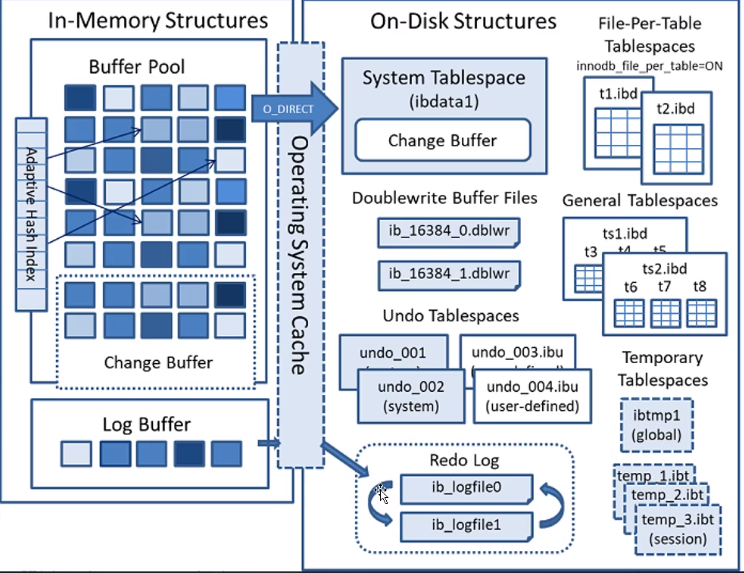 In-Memory Structures
Buffer Pool
Adaptive Hash Index
Change Buffer
Log Buffer
Operating System Cache
O_DIRECT
On-Disk Structures
System Tablespace
(ibdata1)
Change Buffer
Doublewrite Buffer Files
ib_16384_0.dblwr
ib_16384_1.dblwr
Undo Tablespaces
undo_001
undo_002
(system)
undo_003.ibu
undo_004.ibu
(user-defined)
Redo Log
ib_logfile0
ib_logfile1
File-Per-Table
Tablespaces
innodb_file_per_table=ON
t1.ibd
t2.ibd
General Tablespaces
ts1.ibd
t3 t4 t5
ts2.ibd
t6 t7 t8
Temporary
Tablespaces
ibtmp1
(global)
temp_1.ibt
temp_2.ibt
temp_3.ibt
(session)